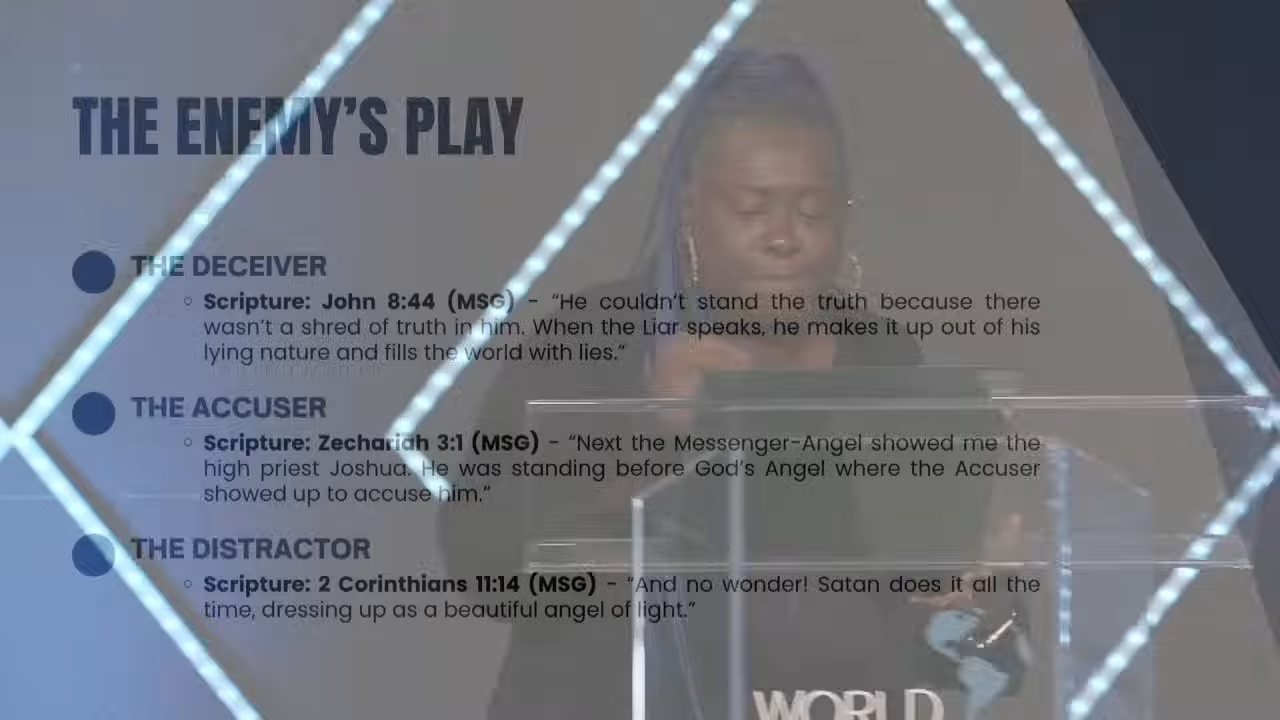 THE ENEMY’S PLAY
THE DECEIVER
Scripture: John 8:44 (MSG) - “He couldn’t stand the truth because there
wasn’t a shred of truth in him. When the Liar speaks, he makes it up out of his
lying nature and fills the world with lies.”
THE ACCUSER
Scripture: Zechariah 3:1 (MSG) - “Next the Messenger-Angel showed me the
high priest Joshua. He was standing before God’s Angel where the Accuser
showed up to accuse him.”
THE DISTRACTOR
Scripture: 2 Corinthians 11:14 (MSG) - “And no wonder! Satan does it all the
time, dressing up as a beautiful angel of light.”
WORLD